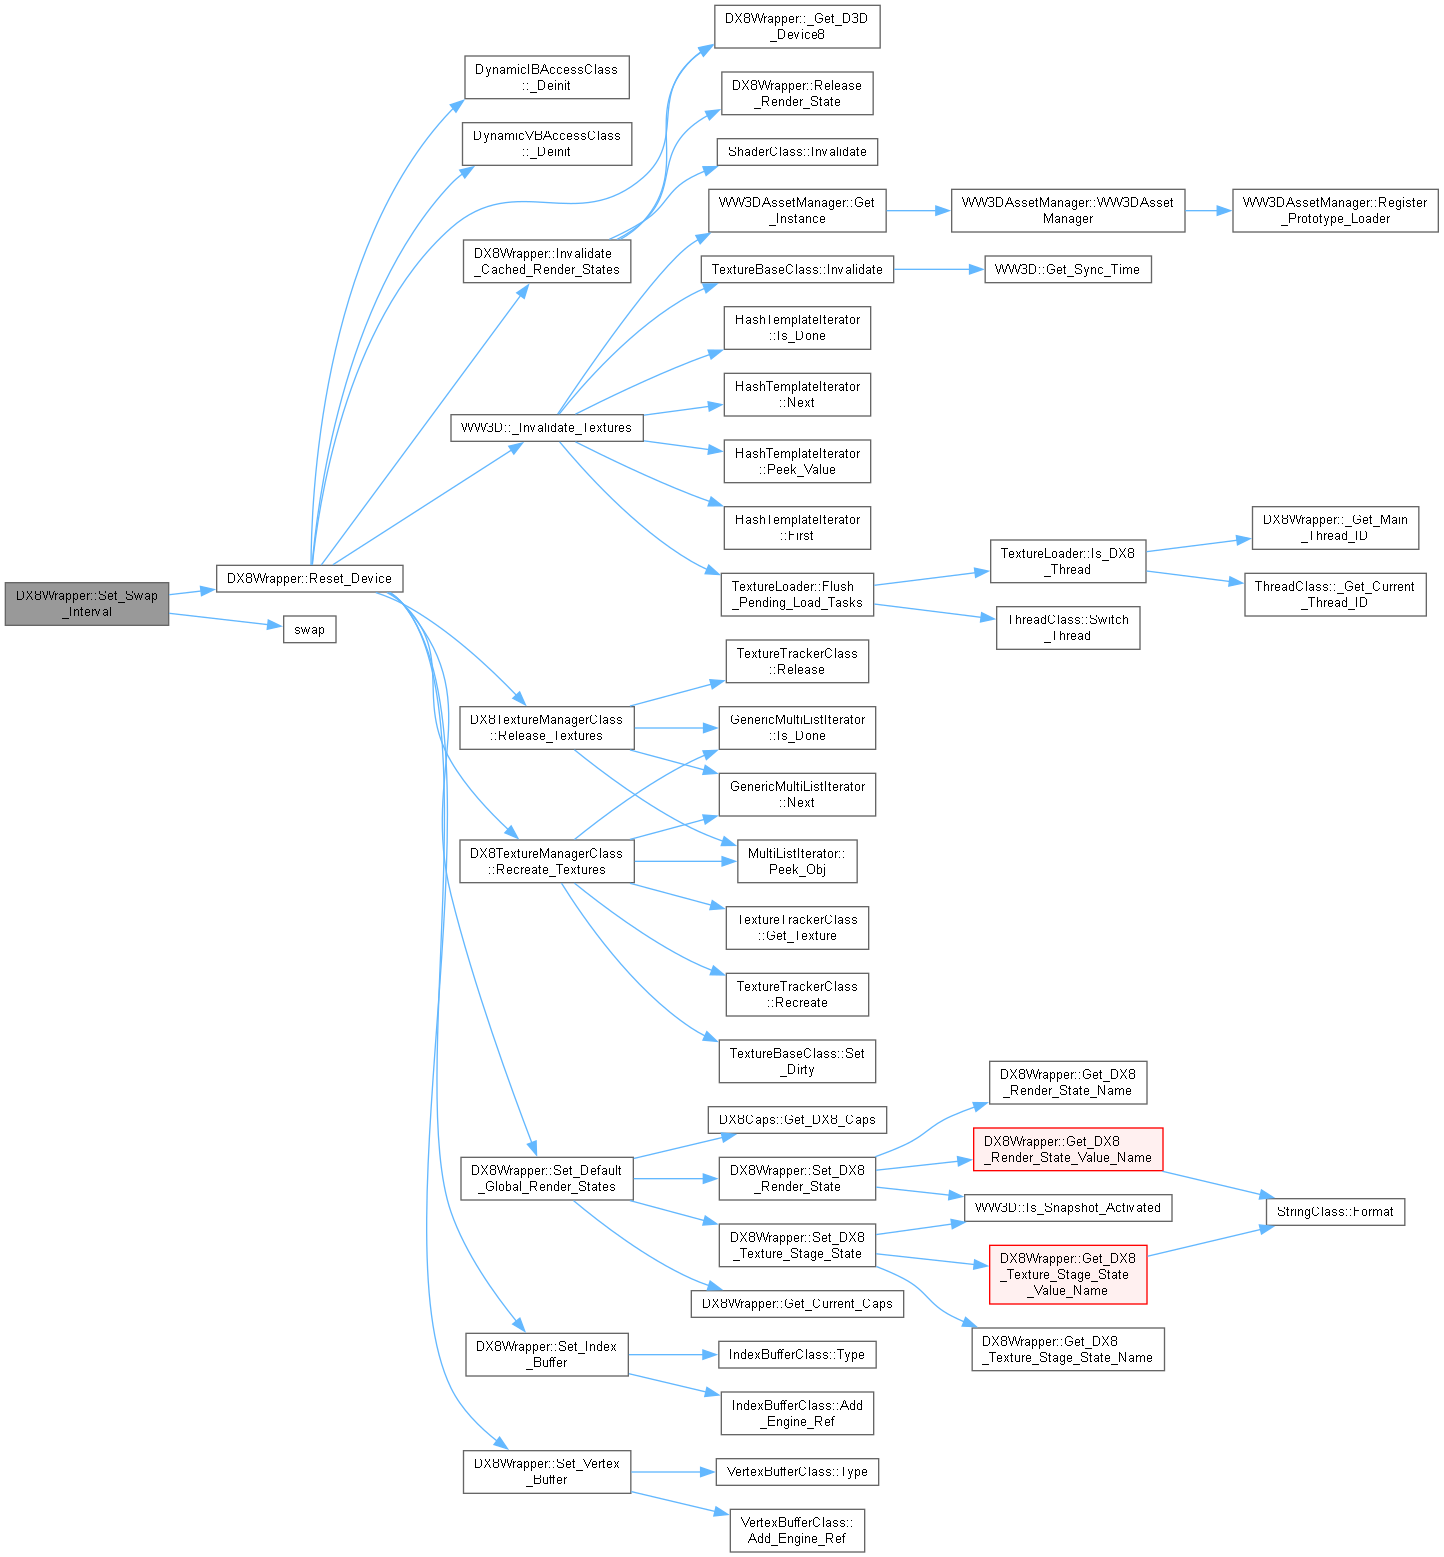 DX8Wrapper::Set_Swap
_Interval
DX8Wrapper::Reset_Device
swap
DynamicIBAccessClass
::_Deinit
DynamicVBAccessClass
::_Deinit
DX8Wrapper::Invalidate
_Cached_Render_States
WW3D::_Invalidate_Textures
DX8TextureManagerClass
::Release_Textures
DX8TextureManagerClass
::Recreate_Textures
DX8Wrapper::Set_Default
_Global_Render_States
DX8Wrapper::Set_Index
_Buffer
DX8Wrapper::Set_Vertex
_Buffer
DX8Wrapper::_Get_D3D
_Device8
DX8Wrapper::Release
_Render_State
ShaderClass::Invalidate
WW3DAssetManager::Get
_Instance
TextureBaseClass::Invalidate
HashTemplateIterator
::Is_Done
HashTemplateIterator
::Next
HashTemplateIterator
::Peek_Value
HashTemplateIterator
::First
TextureLoader::Flush
_Pending_Load_Tasks
TextureTrackerClass
::Release
GenericMultiListIterator
::Is_Done
GenericMultiListIterator
::Next
MultiListIterator::
Peek_Obj
TextureTrackerClass
::Get_Texture
TextureTrackerClass
::Recreate
TextureBaseClass::Set
_Dirty
DX8Caps::Get_DX8_Caps
DX8Wrapper::Set_DX8
_Render_State
DX8Wrapper::Set_DX8
_Texture_Stage_State
DX8Wrapper::Get_Current_Caps
IndexBufferClass::Type
IndexBufferClass::Add
_Engine_Ref
VertexBufferClass::Type
VertexBufferClass::
Add_Engine_Ref
WW3DAssetManager::WW3DAsset
Manager
WW3D::Get_Sync_Time
TextureLoader::Is_DX8
_Thread
ThreadClass::Switch
_Thread
DX8Wrapper::Get_DX8
_Render_State_Name
DX8Wrapper::Get_DX8
_Render_State_Value_Name
WW3D::Is_Snapshot_Activated
DX8Wrapper::Get_DX8
_Texture_Stage_State
_Value_Name
DX8Wrapper::Get_DX8
_Texture_Stage_State_Name
WW3DAssetManager::Register
_Prototype_Loader
DX8Wrapper::_Get_Main
_Thread_ID
ThreadClass::_Get_Current
_Thread_ID
StringClass::Format